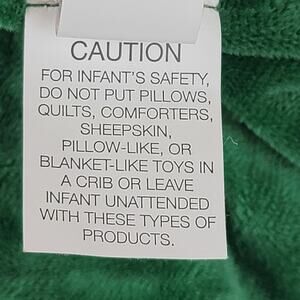 CAUTION
FOR INFANT'S SAFETY,
DO NOT PUT PILLOWS,
QUILTS, COMFORTERS,
SHEEPSKIN,
PILLOW-LIKE, OR
BLANKET-LIKE TOYS IN
A CRIB OR LEAVE
INFANT UNATTENDED
WITH THESE TYPES OF
PRODUCTS.